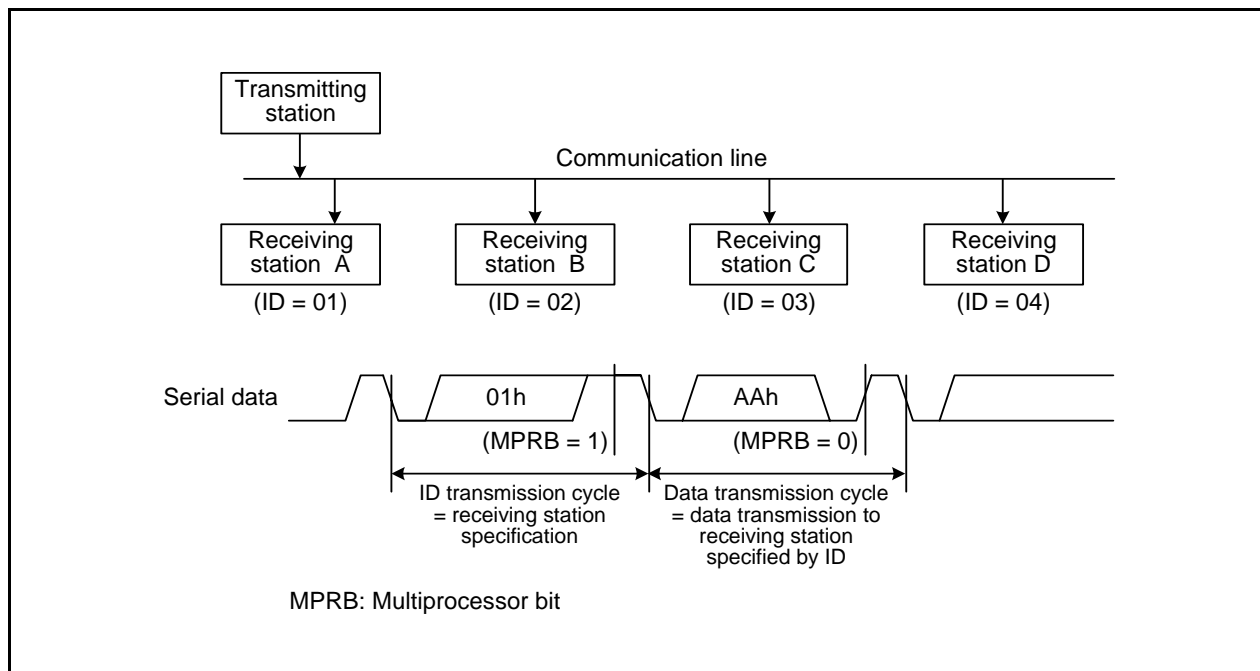 Transmitting
station
Communication line
Receiving
station A
Receiving
station B
Receiving
station C
Receiving
station D
(ID = 01)
(ID = 02)
(ID = 03)
(ID = 04)
Serial data
01h
AAh
(MPRB = 1)
(MPRB = 0)
ID transmission cycle
= receiving station
specification
Data transmission cycle
= data transmission to
receiving station
specified by ID
MPRB: Multiprocessor bit